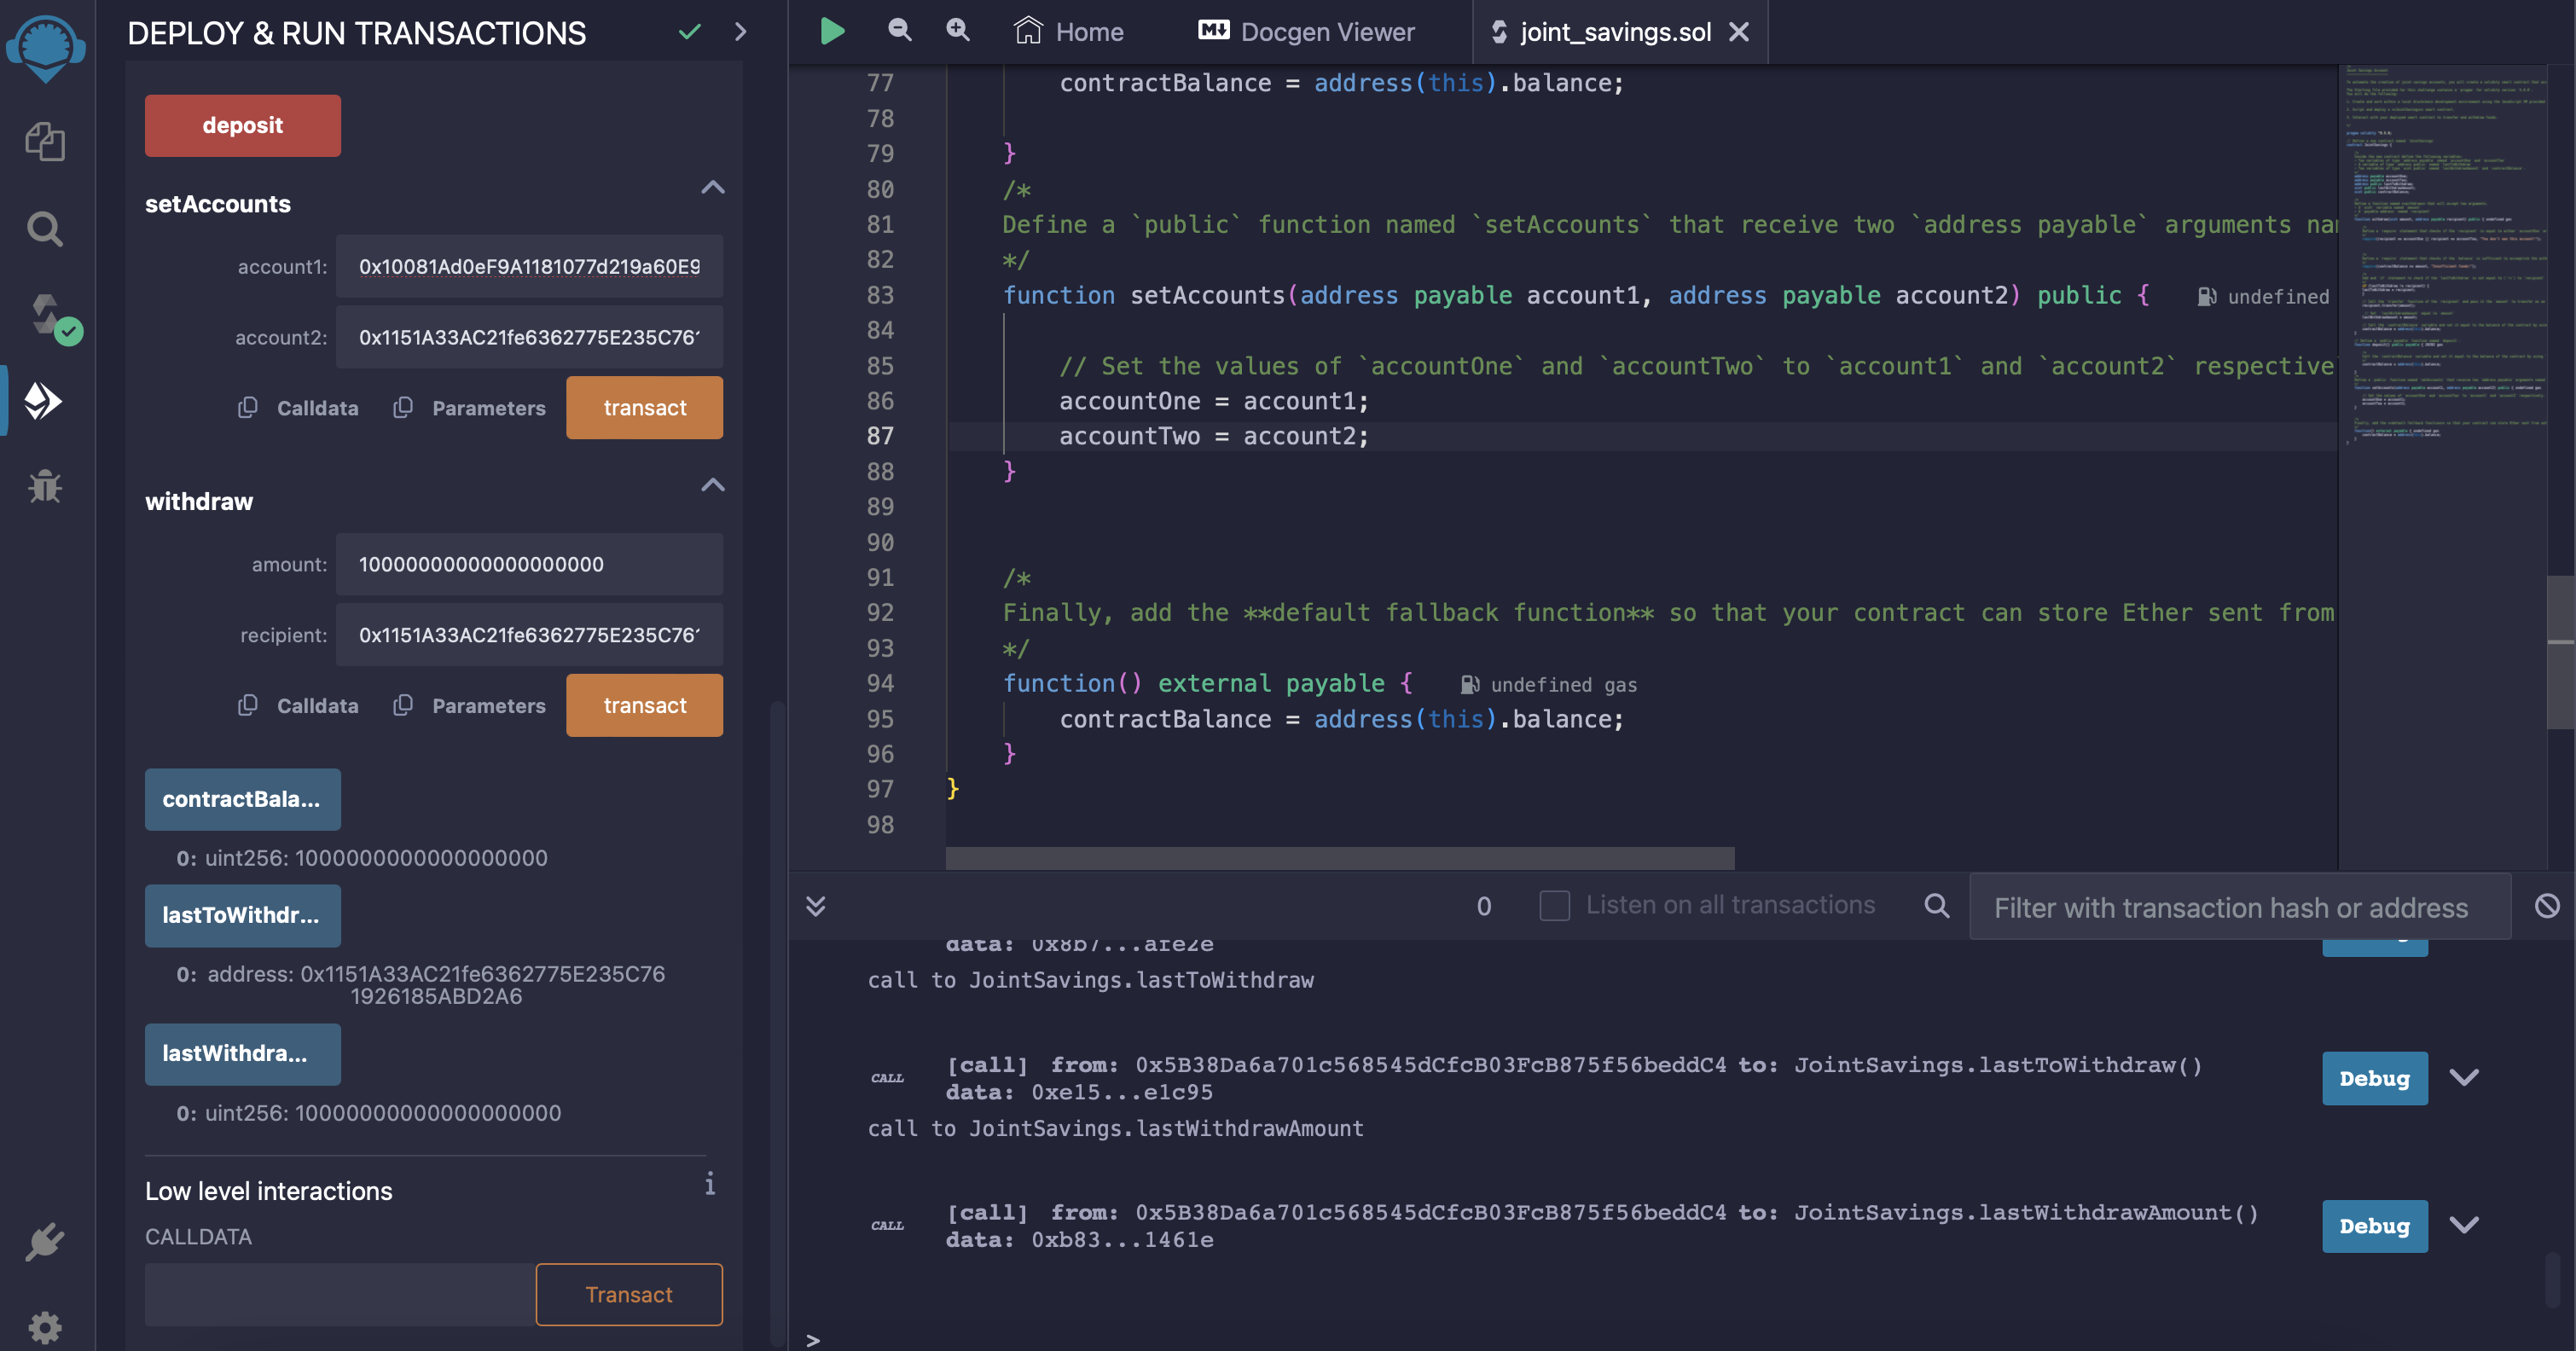 DEPLOY & RUN TRANSACTIONS
deposit
setAccounts
account1: 0x10081Ad0eF9A1181077d219a60E9
account2: 0x1151A33AC21fe6362775E235C76
Calldata Parameters transact
withdraw
amount: 10000000000000000000
recipient: 0x1151A33AC21fe6362775E235C76
Calldata Parameters transact
contractBala...
0: uint256: 1000000000000000000
lastToWithdr...
0: address: 0x1151A33AC21fe6362775E235C76
1926185ABD2A6
lastWithdra...
0: uint256: 10000000000000000000
Low level interactions
i
CALLDATA
Transact
Home Docgen Viewer joint_savings.sol
77 contractBalance = address(this).balance;
78
79 }
80 /*
81 Define a `public` function named `setAccounts` that receive two `address payable` arguments nam
82 */
83 function setAccounts(address payable account1, address payable account2) public { undefined
84
85 // Set the values of `accountOne` and `accountTwo` to `account1` and `account2` respective
86 accountOne = account1;
87 accountTwo = account2;
88 }
89
90
91 /*
92 Finally, add the **default fallback function** so that your contract can store Ether sent from
93 */
94 function() external payable { undefined gas
95 contractBalance = address(this).balance;
96 }
97 }
98
0 Listen on all transactions Filter with transaction hash or address
data: 0x8b7...afe2e
call to JointSavings.lastToWithdraw
CALL [call] from: 0x5B38Da6a701c568545dCfcB03FcB875f56beddC4 to: JointSavings.lastToWithdraw() Debug
data: 0xe15...e1c95
call to JointSavings.lastWithdrawAmount
CALL [call] from: 0x5B38Da6a701c568545dCfcB03FcB875f56beddC4 to: JointSavings.lastWithdrawAmount() Debug
data: 0xb83...1461e
>